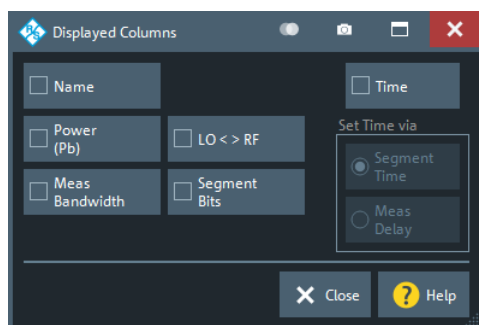 Displayed Columns
Name
Time
Power
(Pb)
LO < > RF
Set Time via
Segment
Time
Meas
Bandwidth
Segment
Bits
Meas
Delay
Close
? Help